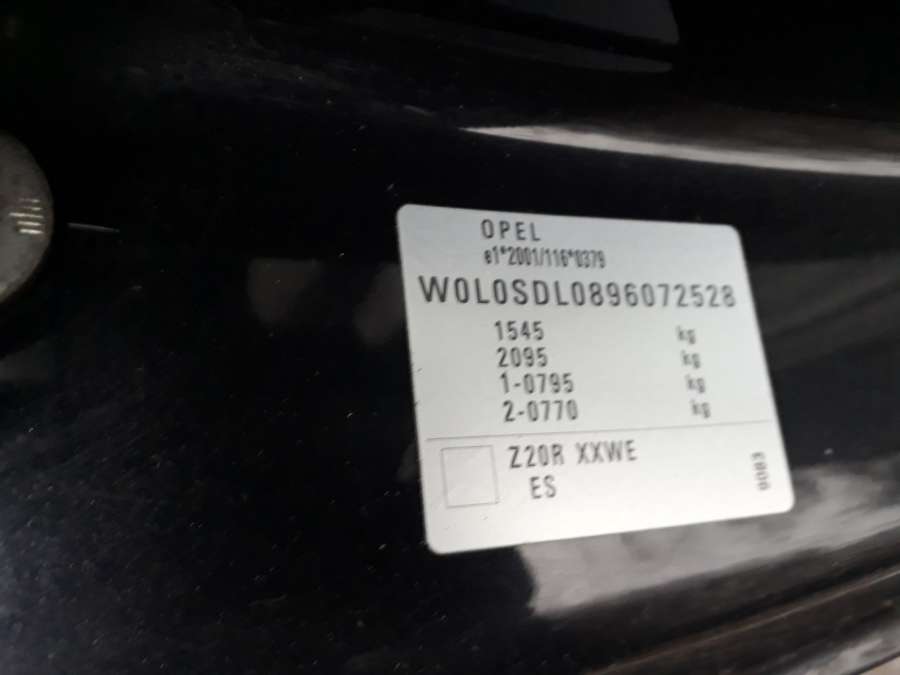 OPEL
e1*2001/116*0379
W0L0SDL0896072528
1545 kg
2095 kg
1-0795 kg
2-0770 kg
Z20R XXWE
ES